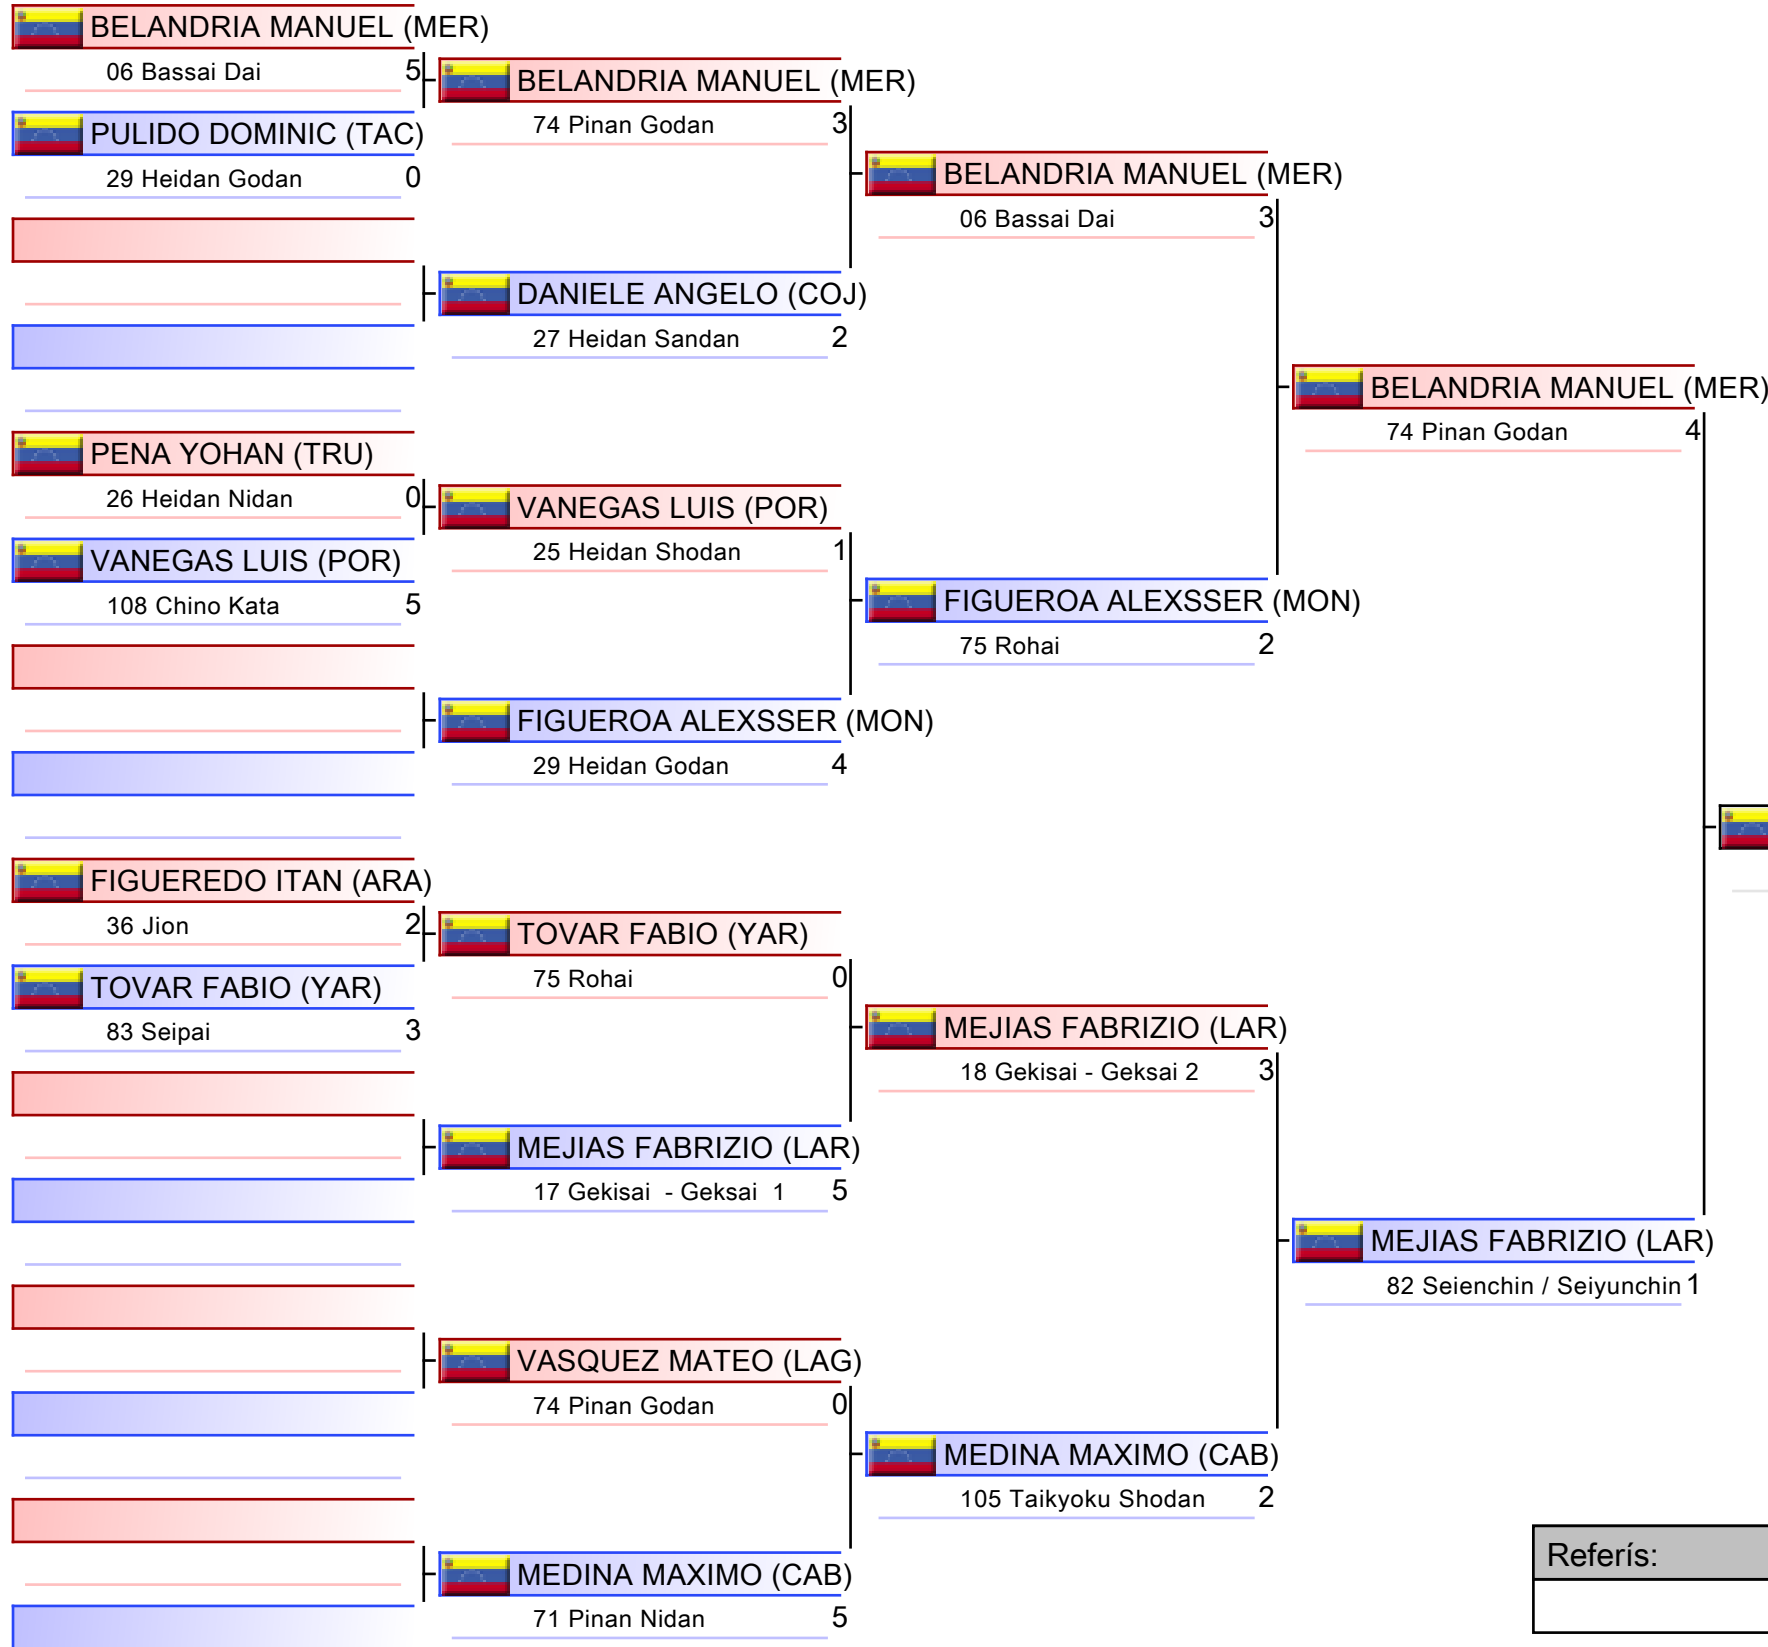 BELANDRIA MANUEL (MER)
06 Bassai Dai 5
PULIDO DOMINIC (TAC)
29 Heidan Godan 0
PENA YOHAN (TRU)
26 Heidan Nidan 0
VANEGAS LUIS (POR)
108 Chino Kata 5
FIGUEREDO ITAN (ARA)
36 Jion 2
TOVAR FABIO (YAR)
83 Seipai 3
BELANDRIA MANUEL (MER)
74 Pinan Godan 3
DANIELE ANGELO (COJ)
27 Heidan Sandan 2
VANEGAS LUIS (POR)
25 Heidan Shodan 1
FIGUEROA ALEXSSER (MON)
29 Heidan Godan 4
TOVAR FABIO (YAR)
75 Rohai 0
MEJIAS FABRIZIO (LAR)
17 Gekisai - Geksai 1 5
VASQUEZ MATEO (LAG)
74 Pinan Godan 0
MEDINA MAXIMO (CAB)
71 Pinan Nidan 5
BELANDRIA MANUEL (MER)
06 Bassai Dai 3
FIGUEROA ALEXSSER (MON)
75 Rohai 2
MEJIAS FABRIZIO (LAR)
18 Gekisai - Geksai 2 3
MEDINA MAXIMO (CAB)
105 Taikyoku Shodan 2
BELANDRIA MANUEL (MER)
74 Pinan Godan 4
MEJIAS FABRIZIO (LAR)
82 Seienchin / Seiyunchin 1
Referís: